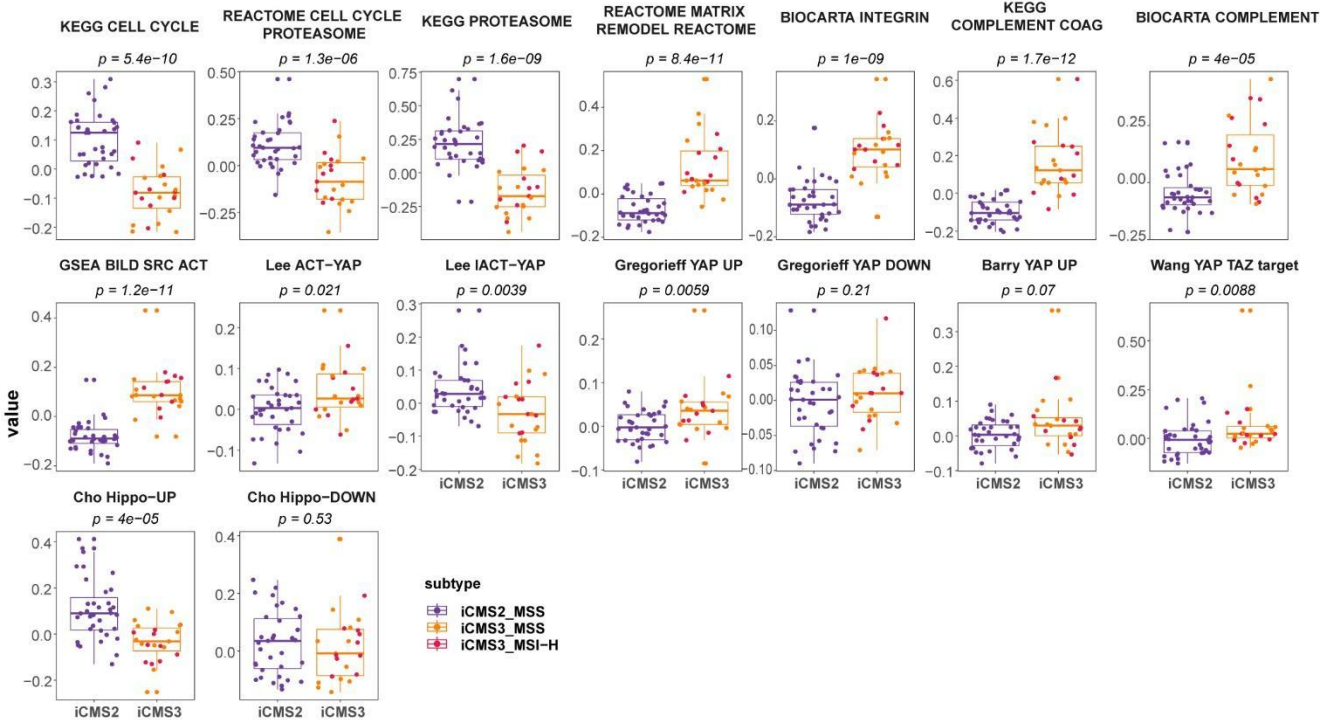 KEGG CELL CYCLE
p = 5.4e−10
0.3
0.2
0.1
0.0
−0.1
−0.2
REACTOME CELL CYCLE
PROTEASOME
p = 1.3e−06
0.50
0.25
0.00
−0.25
KEGG PROTEASOME
p = 1.6e−09
0.75
0.50
0.25
0.00
−0.25
REACTOME MATRIX
REMODEL REACTOME
p = 8.4e−11
0.4
0.2
0.0
−0.2
BIOCARTA INTEGRIN
p = 1e−09
0.2
0.0
−0.2
KEGG
COMPLEMENT COAG
p = 1.7e−12
0.6
0.4
0.2
0.0
−0.2
BIOCARTA COMPLEMENT
p = 4e−05
0.25
0.00
−0.25
value
GSEA BILD SRC ACT
p = 1.2e−11
0.4
0.2
0.0
−0.2
Lee ACT−YAP
p = 0.021
0.2
0.1
0.0
−0.1
Lee IACT−YAP
p = 0.0039
0.3
0.2
0.1
0.0
−0.1
−0.2
iCMS2 iCMS3
Gregorieff YAP UP
p = 0.0059
0.2
0.1
0.0
−0.1
iCMS2 iCMS3
Gregorieff YAP DOWN
p = 0.21
0.10
0.05
0.00
−0.05
−0.10
iCMS2 iCMS3
Barry YAP UP
p = 0.07
0.3
0.2
0.1
0.0
−0.1
iCMS2 iCMS3
Wang YAP TAZ target
p = 0.0088
0.50
0.25
0.00
iCMS2 iCMS3
Cho Hippo−UP
p = 4e−05
0.4
0.2
0.0
−0.2
iCMS2 iCMS3
Cho Hippo−DOWN
p = 0.53
0.4
0.2
0.0
iCMS2 iCMS3
subtype
iCMS2_MSS
iCMS3_MSS
iCMS3_MSI−H